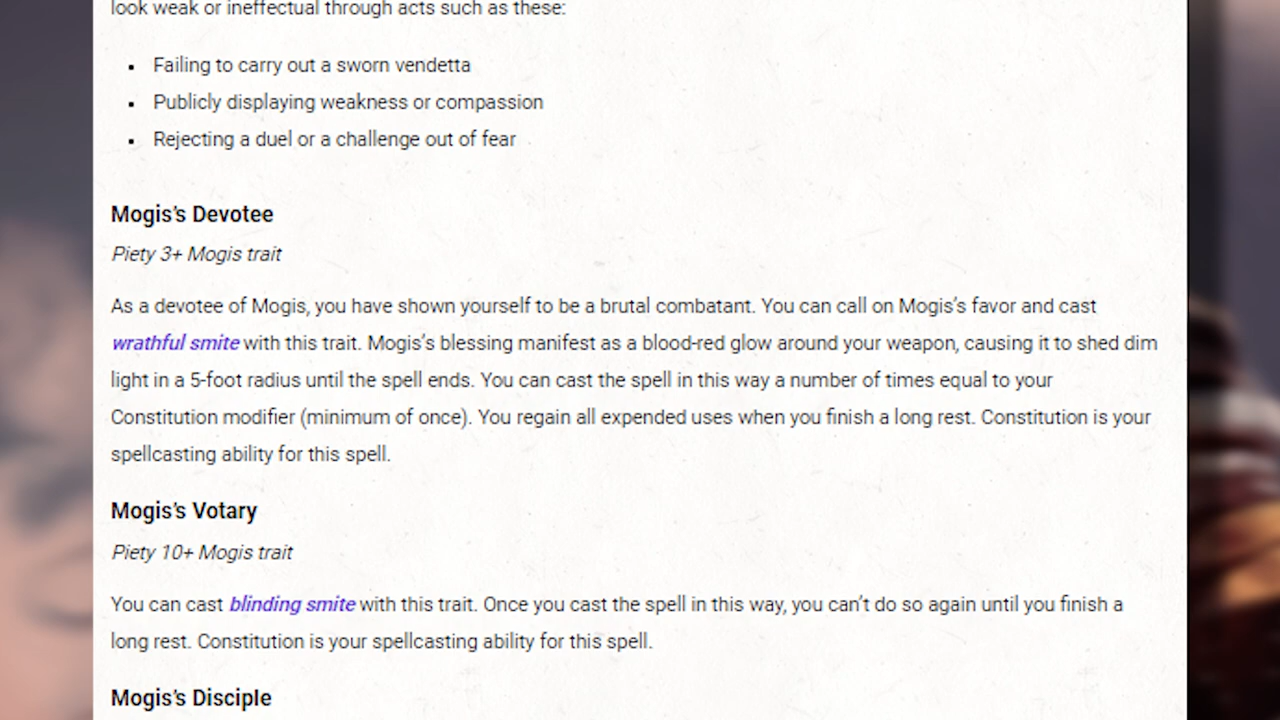 look weak or ineffectual through acts such as these:
Failing to carry out a sworn vendetta
Publicly displaying weakness or compassion
Rejecting a duel or a challenge out of fear
Mogis's Devotee
Piety 3+ Mogis trait
As a devotee of Mogis, you have shown yourself to be a brutal combatant. You can call on Mogis's favor and cast
wrathful smite with this trait. Mogis's blessing manifest as a blood-red glow around your weapon, causing it to shed dim
light in a 5-foot radius until the spell ends. You can cast the spell in this way a number of times equal to your
Constitution modifier (minimum of once). You regain all expended uses when you finish a long rest. Constitution is your
spellcasting ability for this spell.
Mogis's Votary
Piety 10+ Mogis trait
You can cast blinding smite with this trait. Once you cast the spell in this way, you can't do so again until you finish a
long rest. Constitution is your spellcasting ability for this spell.
Mogis's Disciple